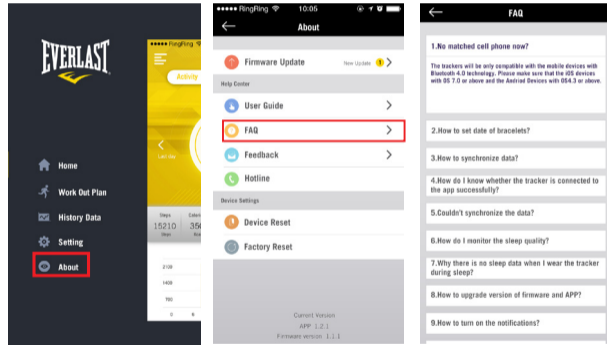 EVERLAST
RingRing
Activity
Last day
Steps
15210
Steps
2100
1400
700
0
Home
Work Out Plan
History Data
Setting
About
RingRing
10:05
About
Firmware Update
New Update
1
Help Center
User Guide
FAQ
Feedback
Hotline
Device Settings
Device Reset
Factory Reset
Current Version
APP 1.2.1
Firmware version 1.1.1
FAQ
1.No matched cell phone now?
The trackers will be only compatible with the mobile devices with
Bluetooth 4.0 technology. Please make sure that the iOS devices
with OS 7.0 or above and the Andriod Devices with OS4.3 or above.
2.How to set date of bracelets?
3.How to synchronize data?
4.How do I know whether the tracker is connected to
the app successfully?
5.Couldn't synchronize the data?
6.How do I monitor the sleep quality?
7.Why there is no sleep data when I wear the tracker
during sleep?
8.How to upgrade version of firmware and APP?
9.How to turn on the notifications?